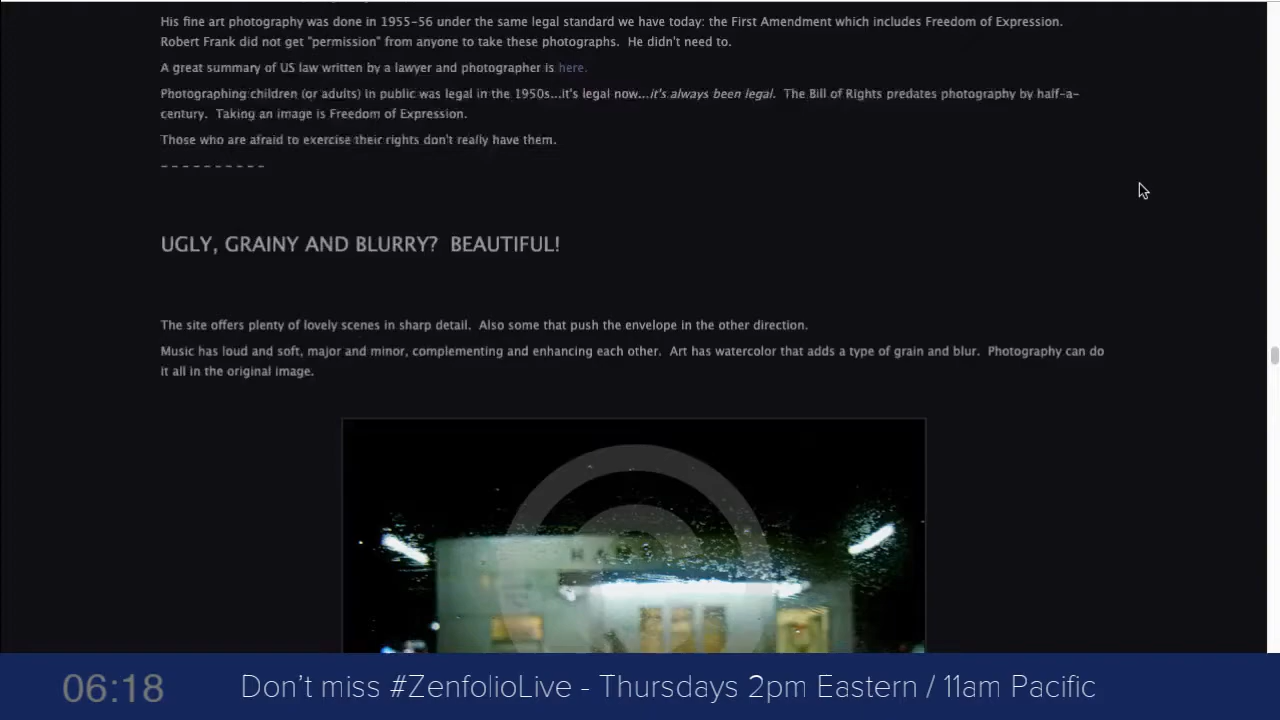 His fine art photography was done in 1955-56 under the same legal standard we have today: the First Amendment which includes Freedom of Expression.
Robert Frank did not get "permission" from anyone to take these photographs.  He didn't need to.
A great summary of US law written by a lawyer and photographer is here.
Photographing children (or adults) in public was legal in the 1950s...it's legal now...it's always been legal.  The Bill of Rights predates photography by half-a-
century.  Taking an image is Freedom of Expression.
Those who are afraid to exercise their rights don't really have them.
- - - - - - - - - -
UGLY, GRAINY AND BLURRY?  BEAUTIFUL!
The site offers plenty of lovely scenes in sharp detail.  Also some that push the envelope in the other direction.
Music has loud and soft, major and minor, complementing and enhancing each other.  Art has watercolor that adds a type of grain and blur.  Photography can do
it all in the original image.
06:18 Don't miss #ZenfolioLive - Thursdays 2pm Eastern / 11am Pacific